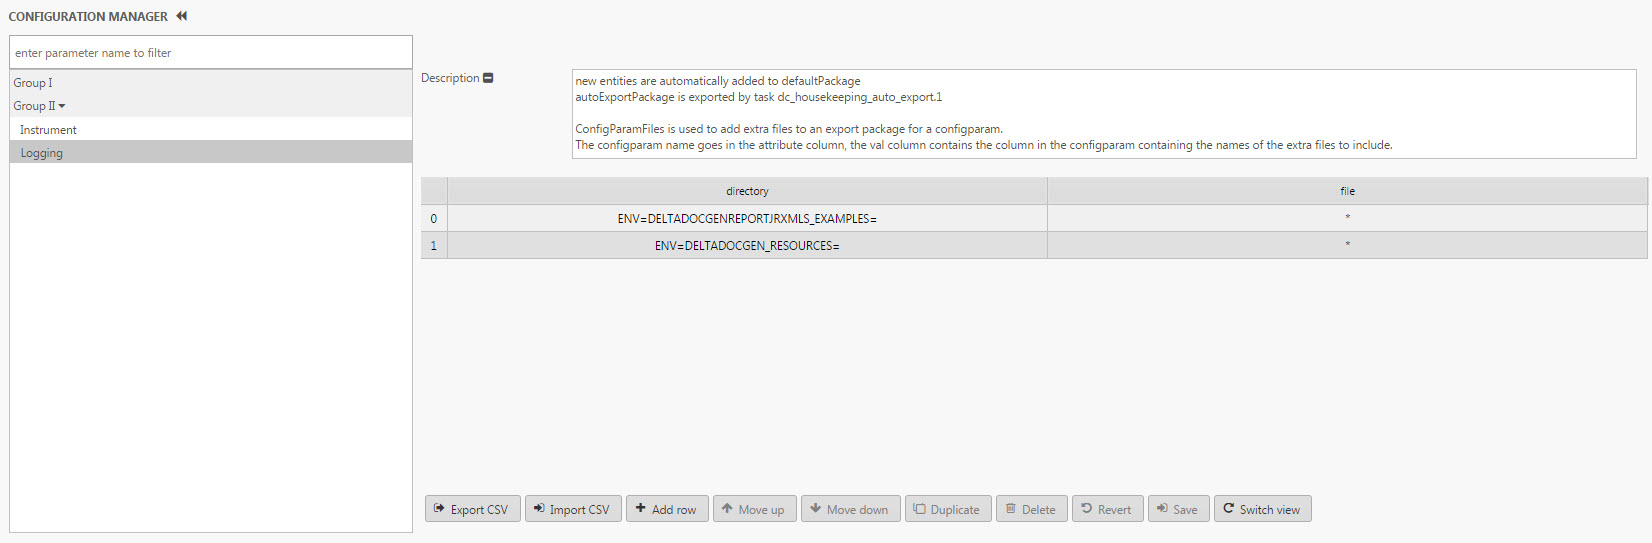 CONFIGURATION MANAGER
enter parameter name to filter
Group I
Group II
Instrument
Logging
Description
new entities are automatically added to defaultPackage
autoExportPackage is exported by task dc_housekeeping_auto_export.1
ConfigParamFiles is used to add extra files to an export package for a configparam.
The configparam name goes in the attribute column, the val column contains the column in the configparam containing the names of the extra files to include.
directory file
0 ENV=DELTADOCGENREPORTJRXMLS_EXAMPLES= *
1 ENV=DELTADOCGEN_RESOURCES= *
Export CSV Import CSV Add row Move up Move down Duplicate Delete Revert Save Switch view